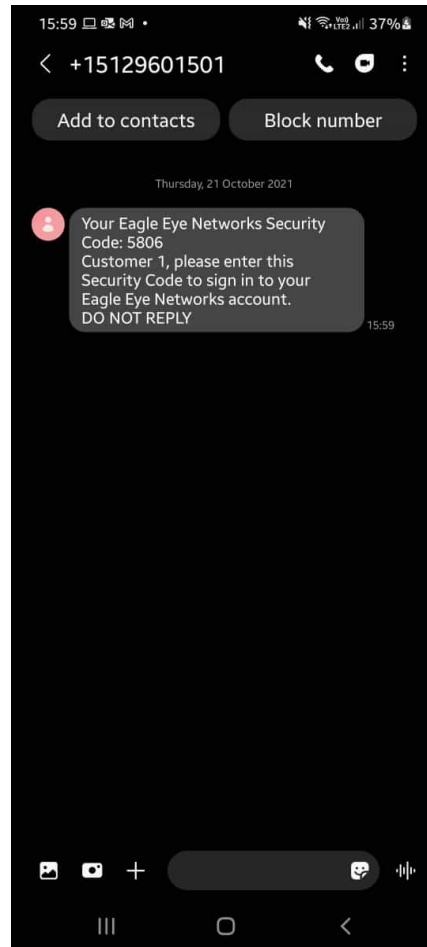 15:59
37%
+15129601501
Add to contacts
Block number
Thursday, 21 October 2021
Your Eagle Eye Networks Security
Code: 5806
Customer 1, please enter this
Security Code to sign in to your
Eagle Eye Networks account.
DO NOT REPLY
15:59